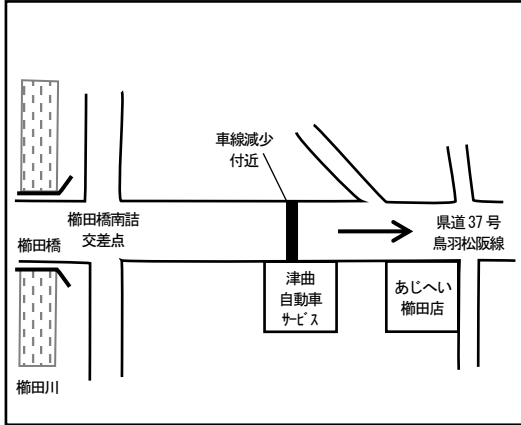 車線減少
付近
櫛田橋南詰
交差点
櫛田橋
県道37号
鳥羽松阪線
津曲
自動車
サービス
あじへい
櫛田店
櫛田川